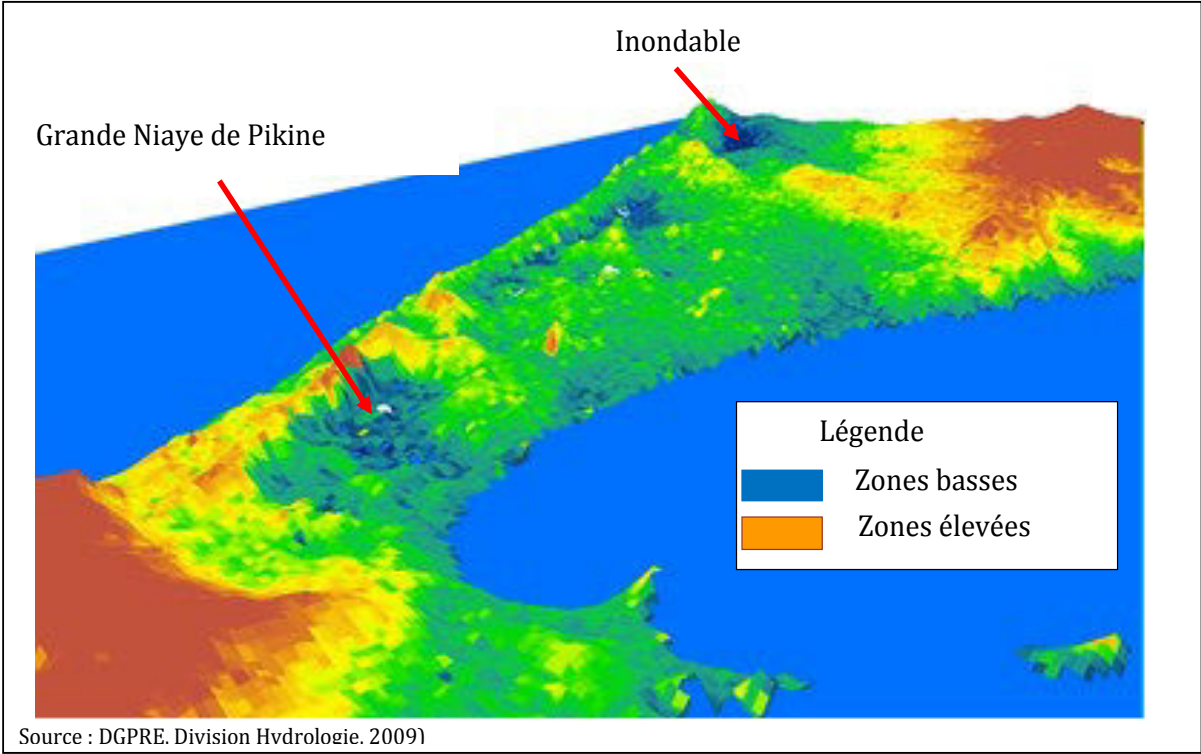 Inondable
Grande Niaye de Pikine
Légende
Zones basses
Zones élevées
Source : DGPRE. Division Hydrologie. 2009)